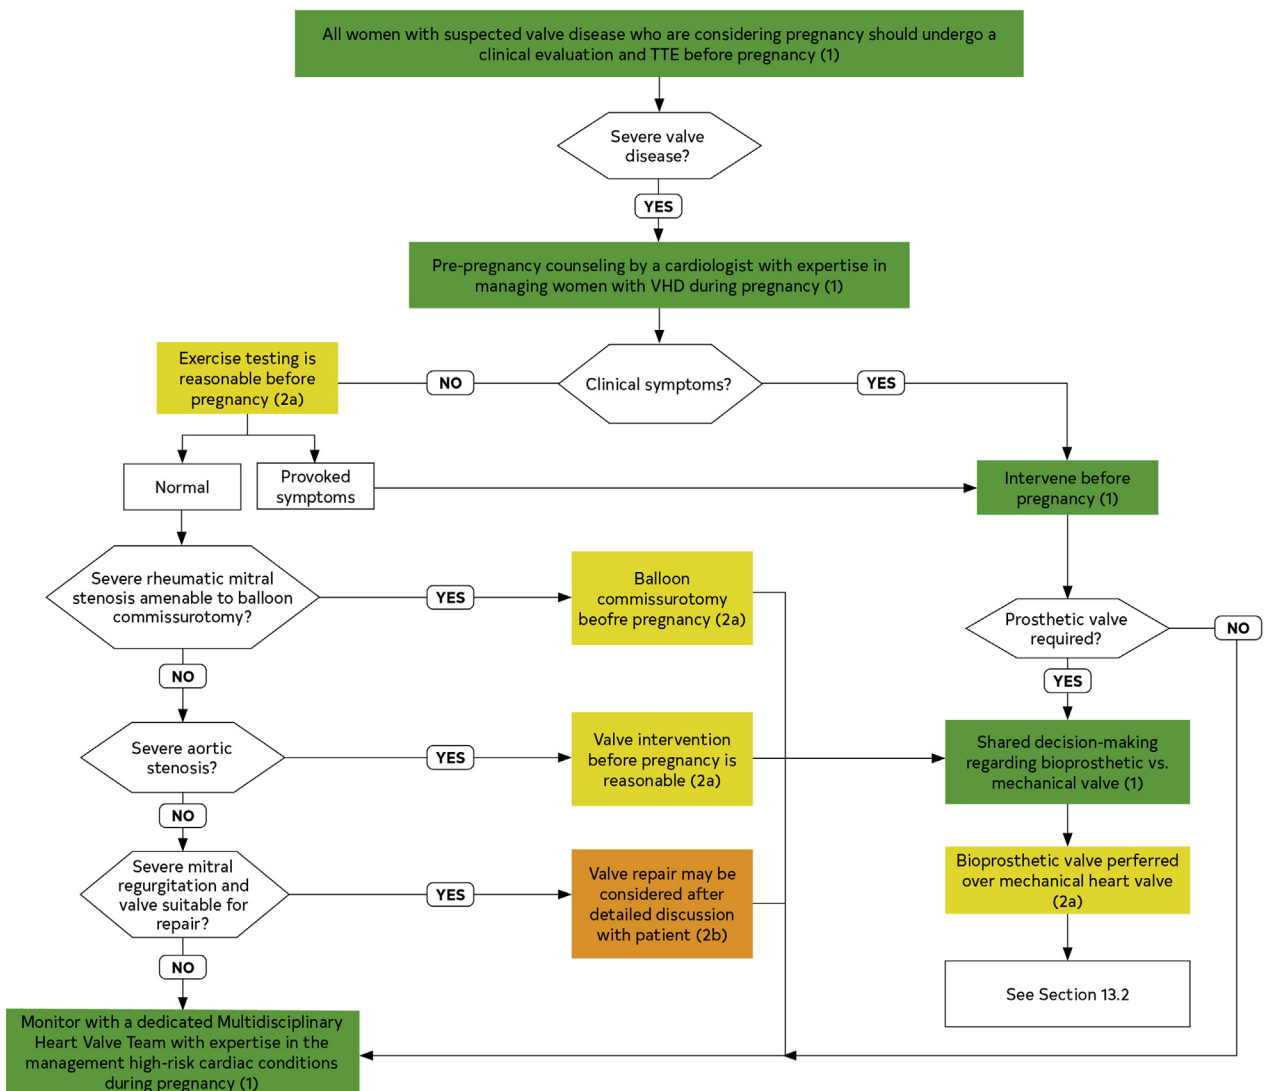 All women with suspected valve disease who are considering pregnancy should undergo a
clinical evaluation and TTE before pregnancy (1)
Severe valve
disease?
YES
Pre-pregnancy counseling by a cardiologist with expertise in
managing women with VHD during pregnancy (1)
Exercise testing is
reasonable before
pregnancy (2a)
NO
Clinical symptoms?
YES
Normal
Provoked
symptoms
Intervene before
pregnancy (1)
Severe rheumatic mitral
stenosis amenable to balloon
commissurotomy?
YES
Balloon
commissurotomy
beofre pregnancy (2a)
Prosthetic valve
required?
NO
NO
YES
Severe aortic
stenosis?
YES
Valve intervention
before pregnancy is
reasonable (2a)
Shared decision-making
regarding bioprosthetic vs.
mechanical valve (1)
NO
Severe mitral
regurgitation and
valve suitable for
repair?
YES
Valve repair may be
considered after
detailed discussion
with patient (2b)
Bioprosthetic valve perferred
over mechanical heart valve
(2a)
NO
See Section 13.2
Monitor with a dedicated Multidisciplinary
Heart Valve Team with expertise in the
management high-risk cardiac conditions
during pregnancy (1)